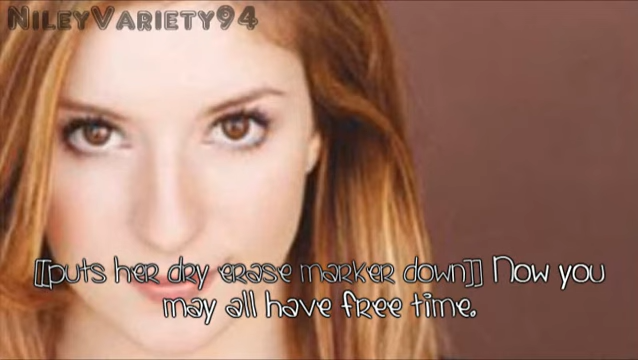 NileyVariety94
[[puts her dry erase marker down]] Now you
may all have free time.